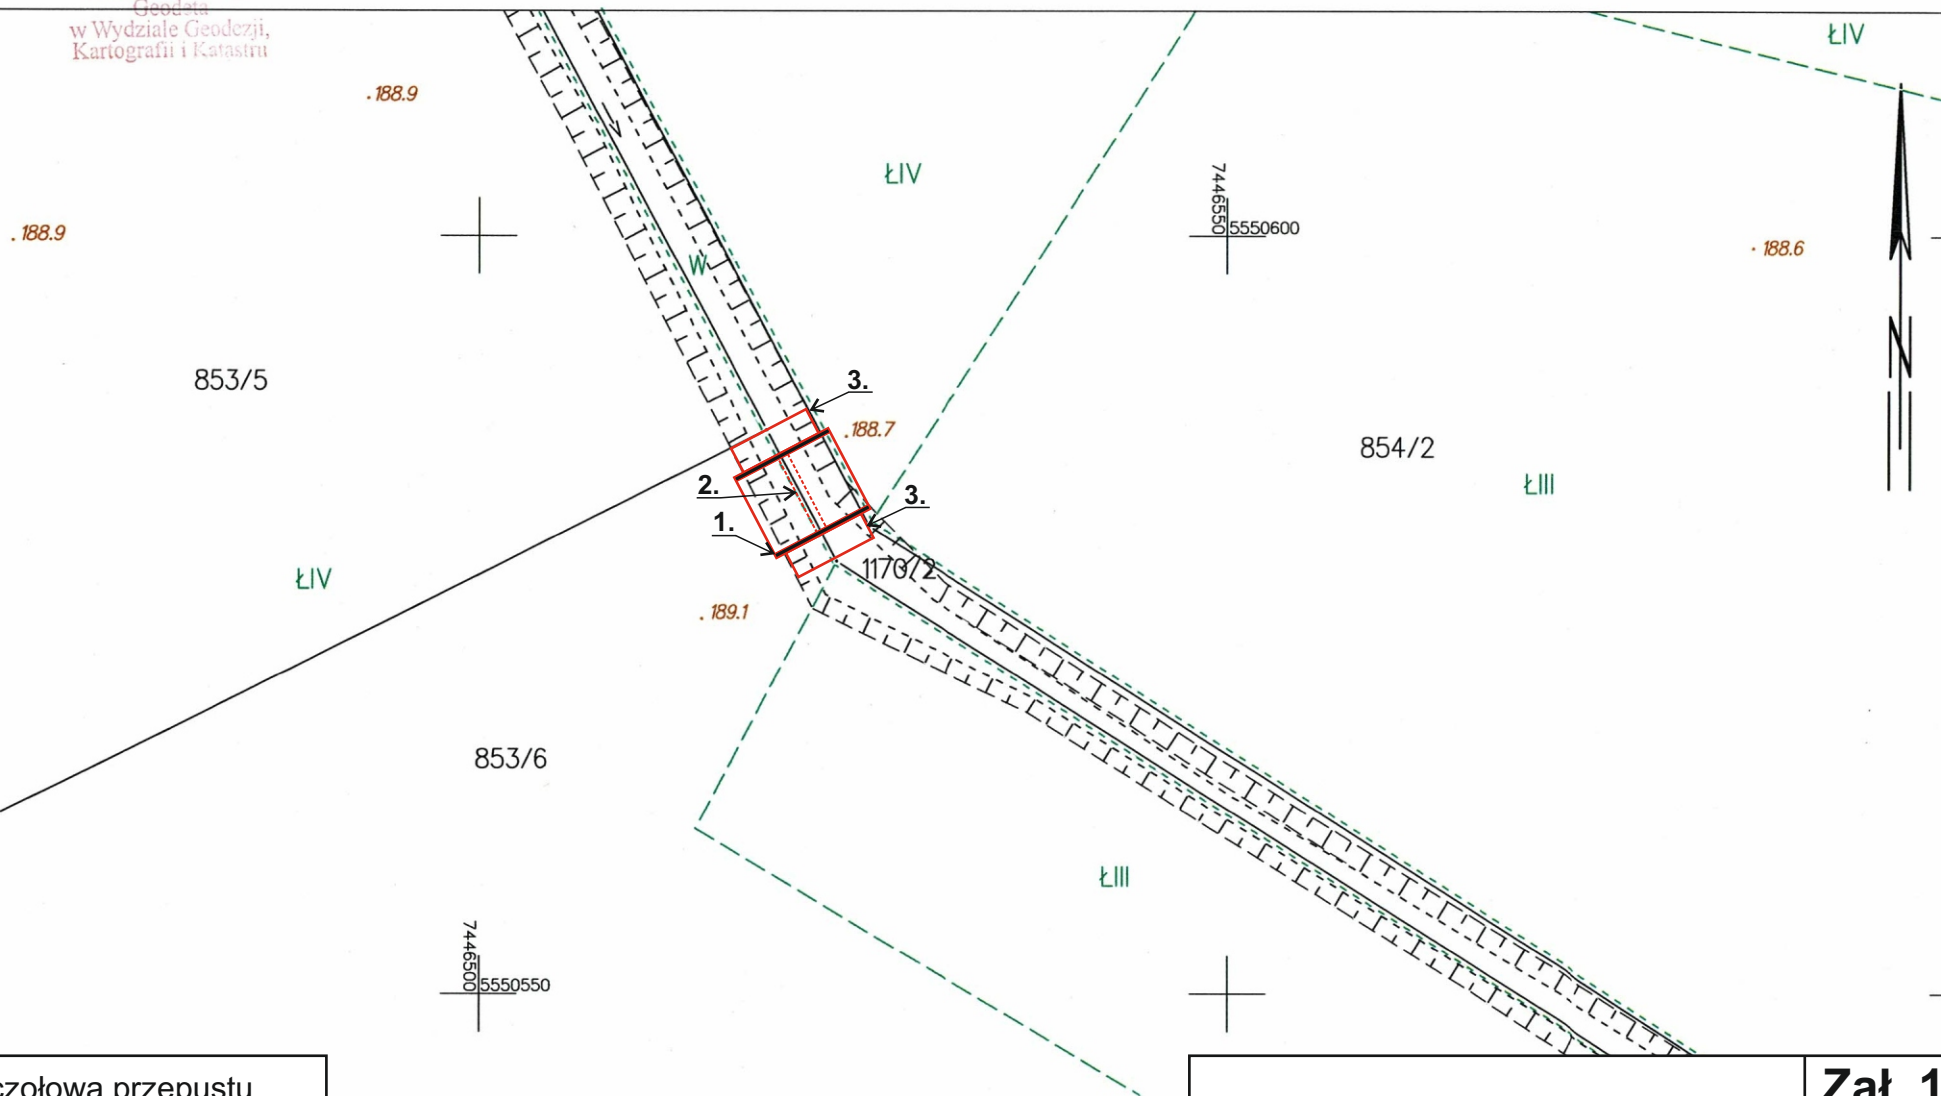 Geodeta
w Wydziale Geodezji,
Kartografii i Katastru
ŁIV
.188.9
ŁIV
7446550
5550600
.188.9
.188.6
W
N
853/5
3.
.188.7
854/2
2.
ŁIII
3.
1.
1170/2
ŁIV
.189.1
853/6
ŁIII
7446500
5550550
czołowa przepustu
Zał. 1